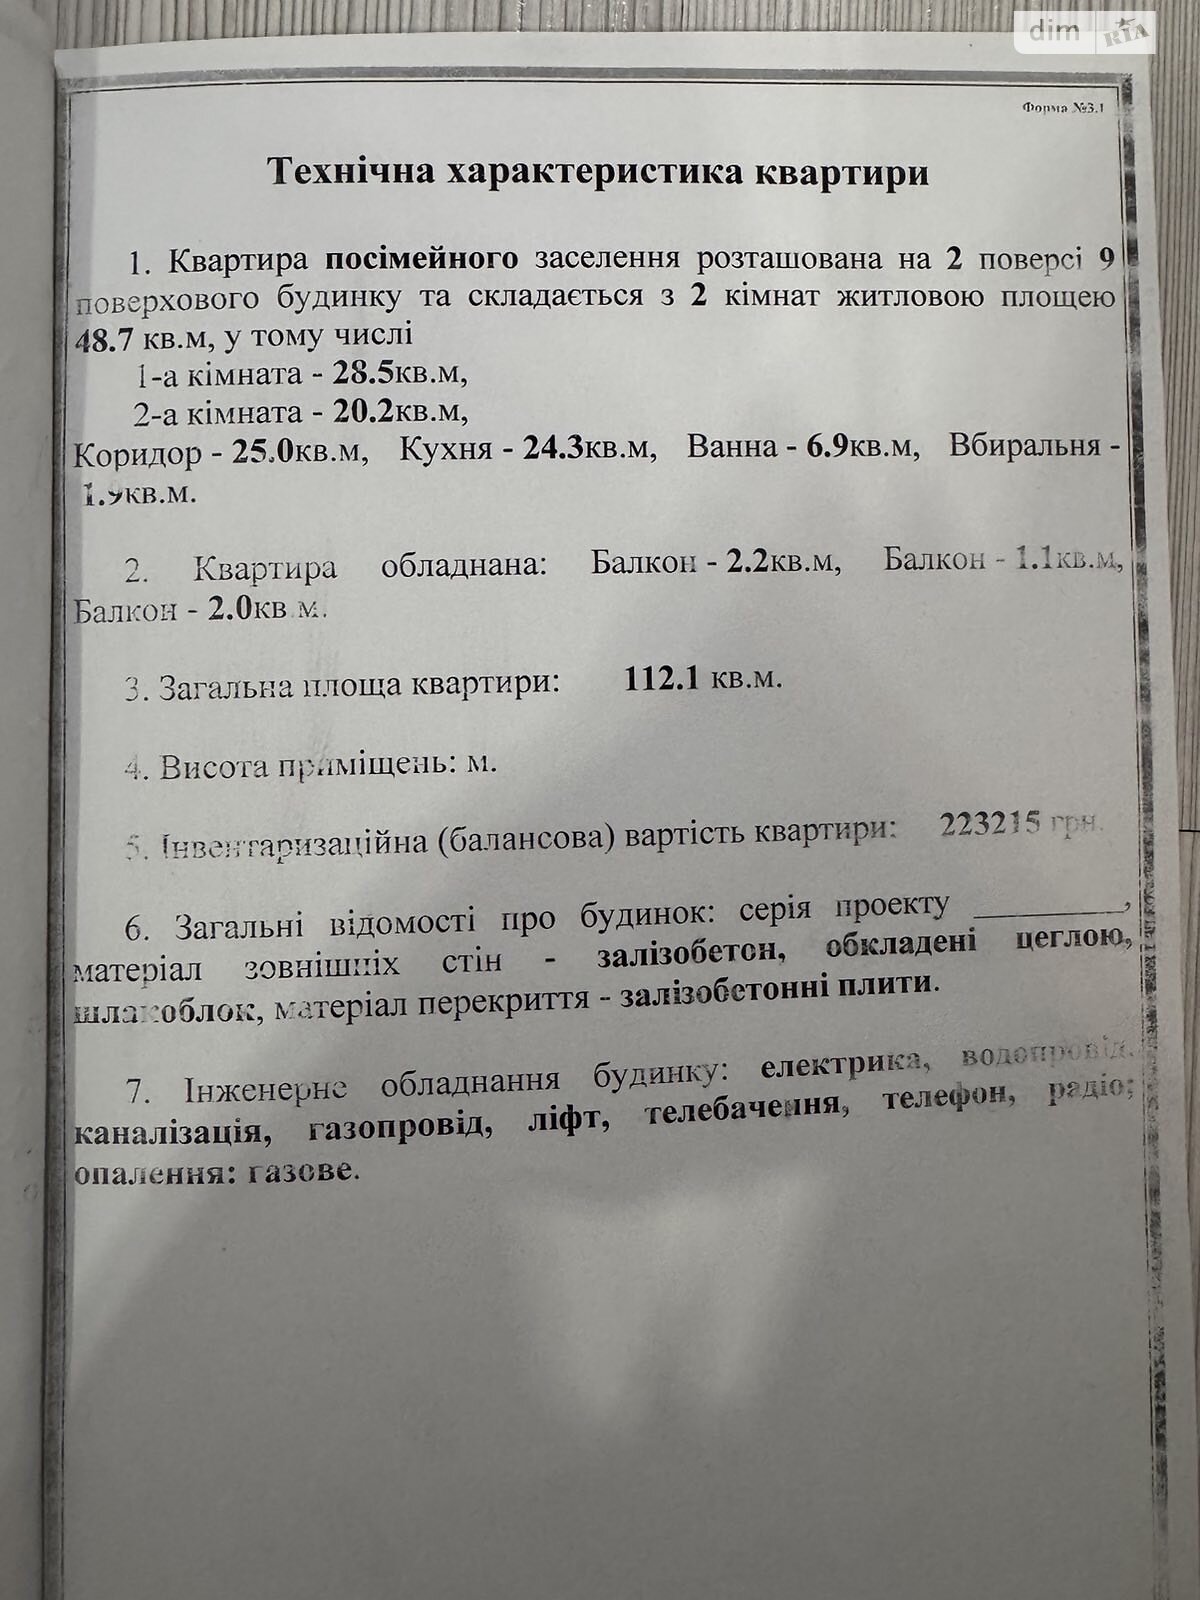 dim RIA
Форма №3.1
Технічна характеристика квартири
1. Квартира посімейного заселення розташована на 2 поверсі 9
поверхового будинку та складається з 2 кімнат житловою площею
48.7 кв.м, у тому числі
1-а кімната - 28.5кв.м,
2-а кімната - 20.2кв.м,
Коридор - 25.0кв.м, Кухня - 24.3кв.м, Ванна - 6.9кв.м, Вбиральня -
1.9кв.м.
2. Квартира обладнана: Балкон - 2.2кв.м, Балкон - 1.1кв.м,
Балкон - 2.0кв.м.
3. Загальна площа квартири: 112.1 кв.м.
4. Висота приміщень: м.
5. Інвентаризаційна (балансова) вартість квартири: 223215 грн.
6. Загальні відомості про будинок: серія проекту _________,
матеріал зовнішніх стін - залізобетон, обкладені цеглою,
шлакоблок, матеріал перекриття - залізобетонні плити.
7. Інженерне обладнання будинку: електрика, водопровід,
каналізація, газопровід, ліфт, телебачення, телефон, радіо;
опалення: газове.